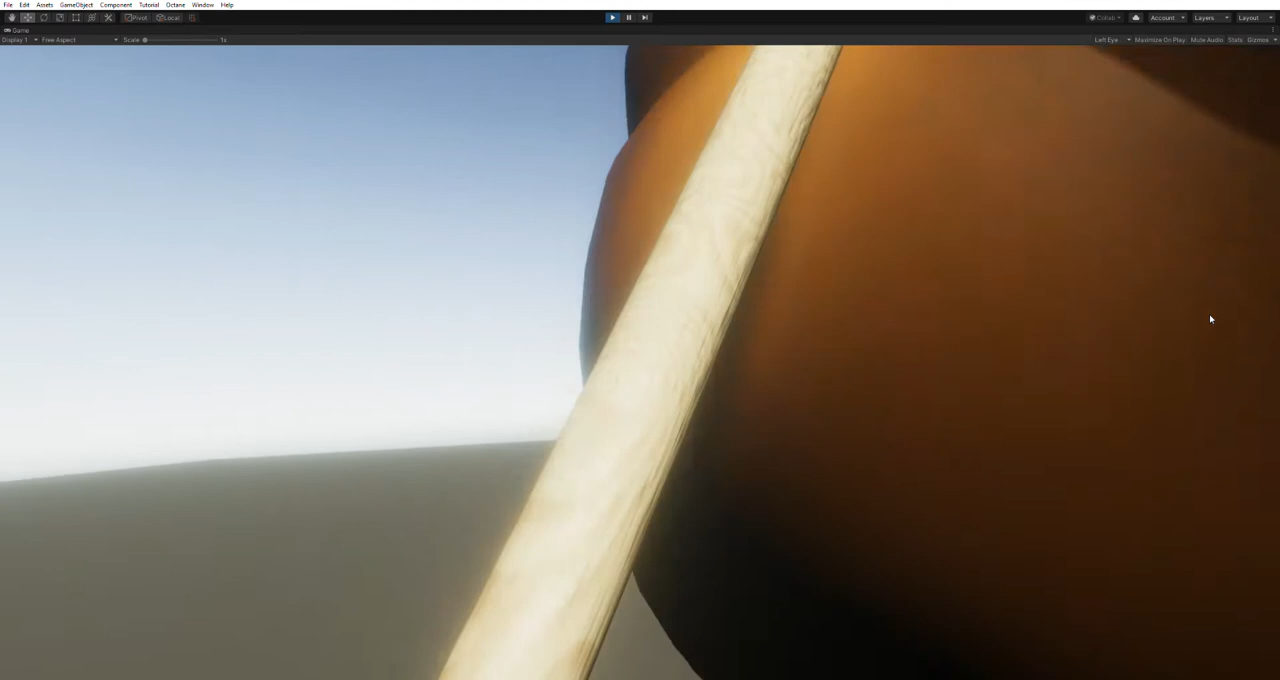 File Edit Assets GameObject Component Tutorial Octane Window Help
Pivot Local Collab Account Layers Layout
Game
Display 1 Free Aspect Scale 1x Left Eye Maximize On Play Mute Audio Stats Gizmos